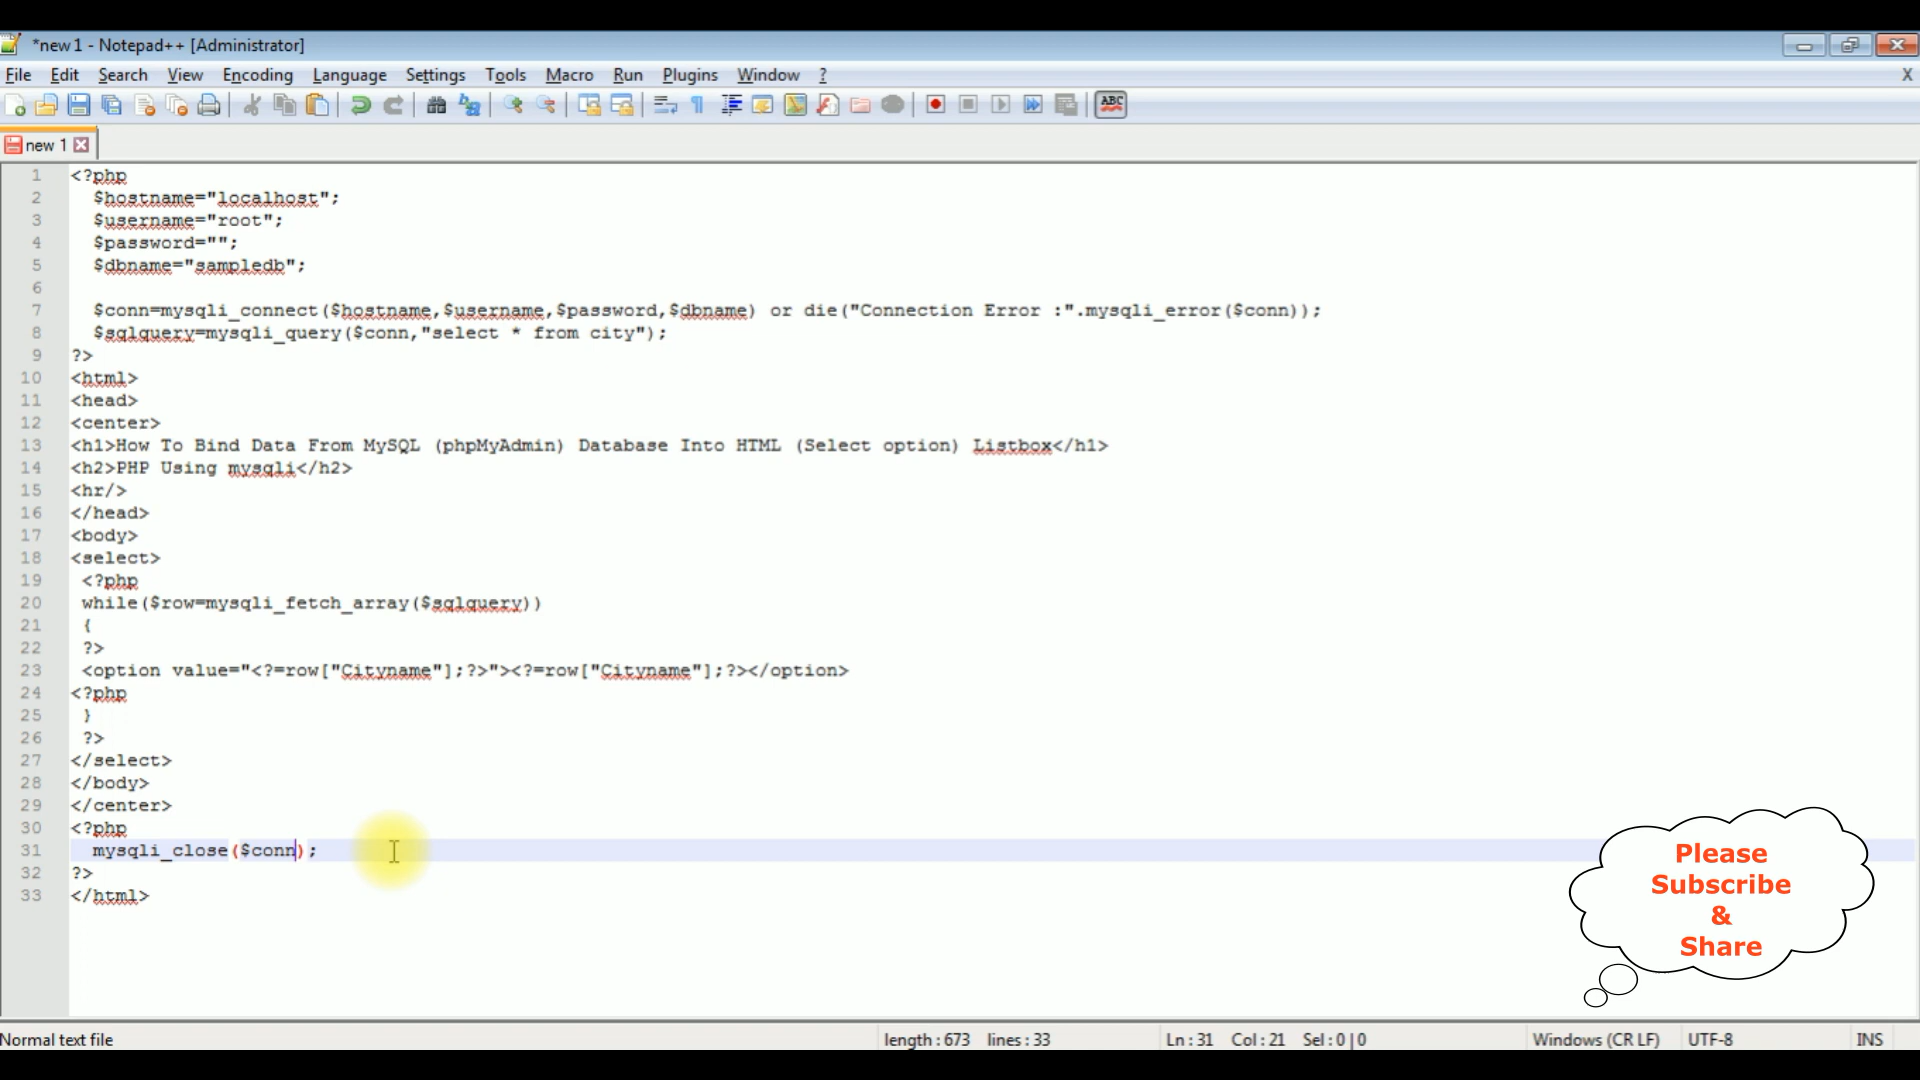 *new 1 - Notepad++ [Administrator]
File Edit Search View Encoding Language Settings Tools Macro Run Plugins Window ? X
ABC
new 1
1 <?php
2 $hostname="localhost";
3 $username="root";
4 $password="";
5 $dbname="sampledb";
6
7 $conn=mysqli_connect($hostname,$username,$password,$dbname) or die("Connection Error :".mysqli_error($conn));
8 $sqlquery=mysqli_query($conn,"select * from city");
9 ?>
10 <html>
11 <head>
12 <center>
13 <h1>How To Bind Data From MySQL (phpMyAdmin) Database Into HTML (Select option) Listbox</h1>
14 <h2>PHP Using mysqli</h2>
15 <hr/>
16 </head>
17 <body>
18 <select>
19 <?php
20 while($row=mysqli_fetch_array($sqlquery))
21 {
22 ?>
23 <option value="<?=row["Cityname"];?>"><?=row["Cityname"];?></option>
24 <?php
25 }
26 ?>
27 </select>
28 </body>
29 </center>
30 <?php
31 mysqli_close($conn);
32 ?>
33 </html>
Please
Subscribe
&
Share
Normal text file length : 673 lines : 33 Ln : 31 Col : 21 Sel : 0 | 0 Windows (CR LF) UTF-8 INS